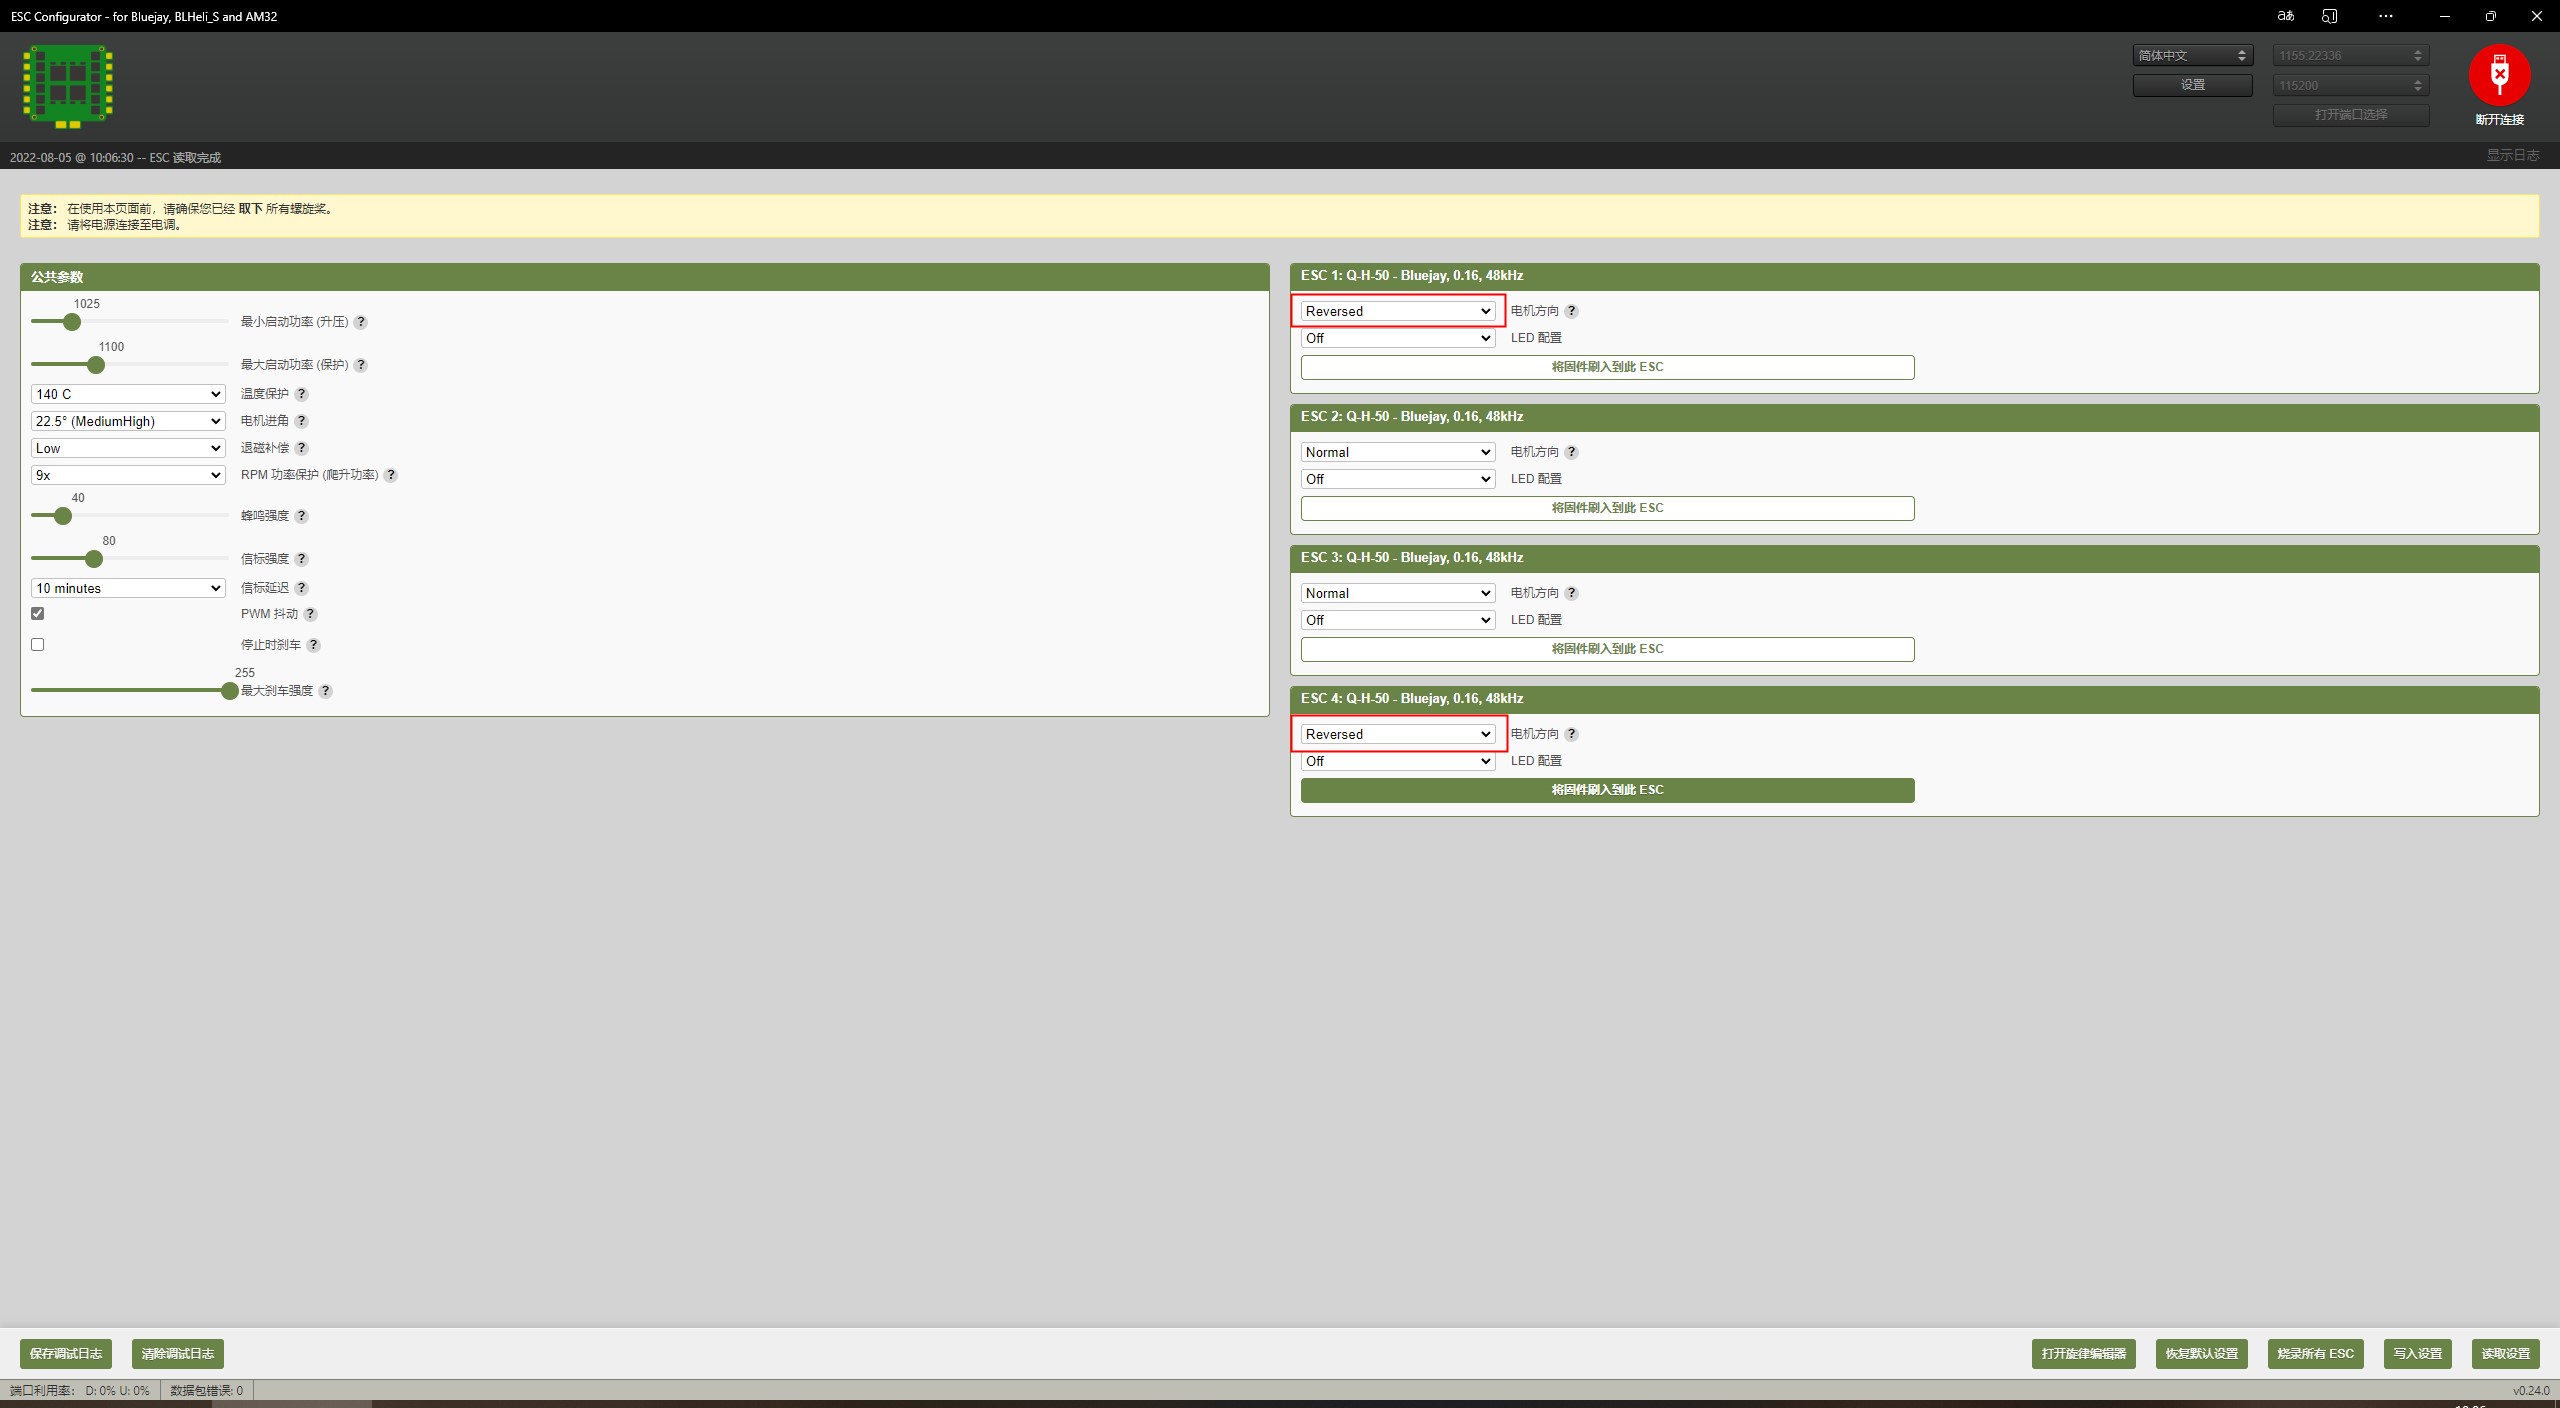 ESC Configurator - for Bluejay, BLHeli_S and AM32
简体中文
1155:22336
设置
115200
打开端口选择
断开连接
2022-08-05 @ 10:06:30 -- ESC 读取完成
显示日志
注意： 在使用本页面前，请确保您已经 取下 所有螺旋桨。
注意： 请将电源连接至电调。
公共参数
1025
最小启动功率 (升压) ?
1100
最大启动功率 (保护) ?
140 C 温度保护 ?
22.5° (MediumHigh) 电机进角 ?
Low 退磁补偿 ?
9x RPM 功率保护 (爬升功率) ?
40
蜂鸣强度 ?
80
信标强度 ?
10 minutes 信标延迟 ?
PWM 抖动 ?
停止时刹车 ?
255
最大刹车强度 ?
ESC 1: Q-H-50 - Bluejay, 0.16, 48kHz
Reversed 电机方向 ?
Off LED 配置
将固件刷入到此 ESC
ESC 2: Q-H-50 - Bluejay, 0.16, 48kHz
Normal 电机方向 ?
Off LED 配置
将固件刷入到此 ESC
ESC 3: Q-H-50 - Bluejay, 0.16, 48kHz
Normal 电机方向 ?
Off LED 配置
将固件刷入到此 ESC
ESC 4: Q-H-50 - Bluejay, 0.16, 48kHz
Reversed 电机方向 ?
Off LED 配置
将固件刷入到此 ESC
保存调试日志 清除调试日志 打开旋律编辑器 恢复默认设置 烧录所有 ESC 写入设置 读取设置
端口利用率： D: 0% U: 0% 数据包错误: 0 v0.24.0